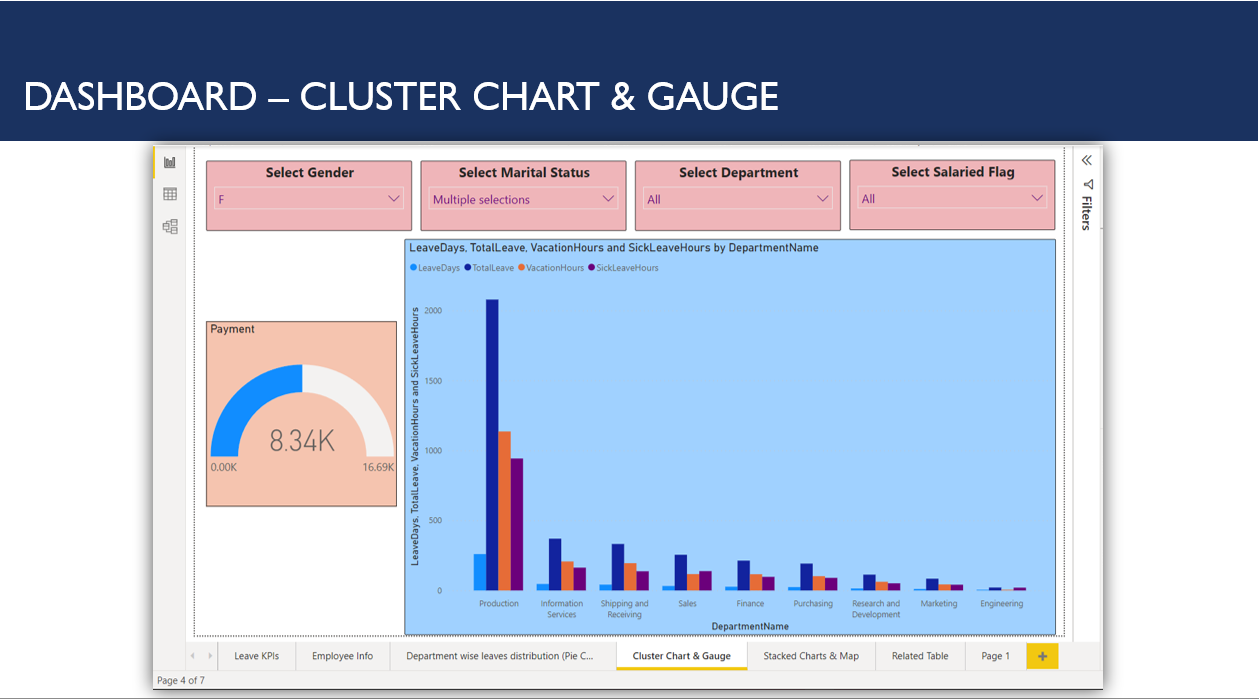 DASHBOARD – CLUSTER CHART & GAUGE
Select Gender
F
Select Marital Status
Multiple selections
Select Department
All
Select Salaried Flag
All
Filters
Payment
8.34K
0.00K
16.69K
LeaveDays, TotalLeave, VacationHours and SickLeaveHours by DepartmentName
LeaveDays TotalLeave VacationHours SickLeaveHours
LeaveDays, TotalLeave, VacationHours and SickLeaveHours
2000
1500
1000
500
0
Production
Information
Services
Shipping and
Receiving
Sales
Finance
Purchasing
Research and
Development
Marketing
Engineering
DepartmentName
Leave KPIs
Employee Info
Department wise leaves distribution (Pie C...
Cluster Chart & Gauge
Stacked Charts & Map
Related Table
Page 1
+
Page 4 of 7